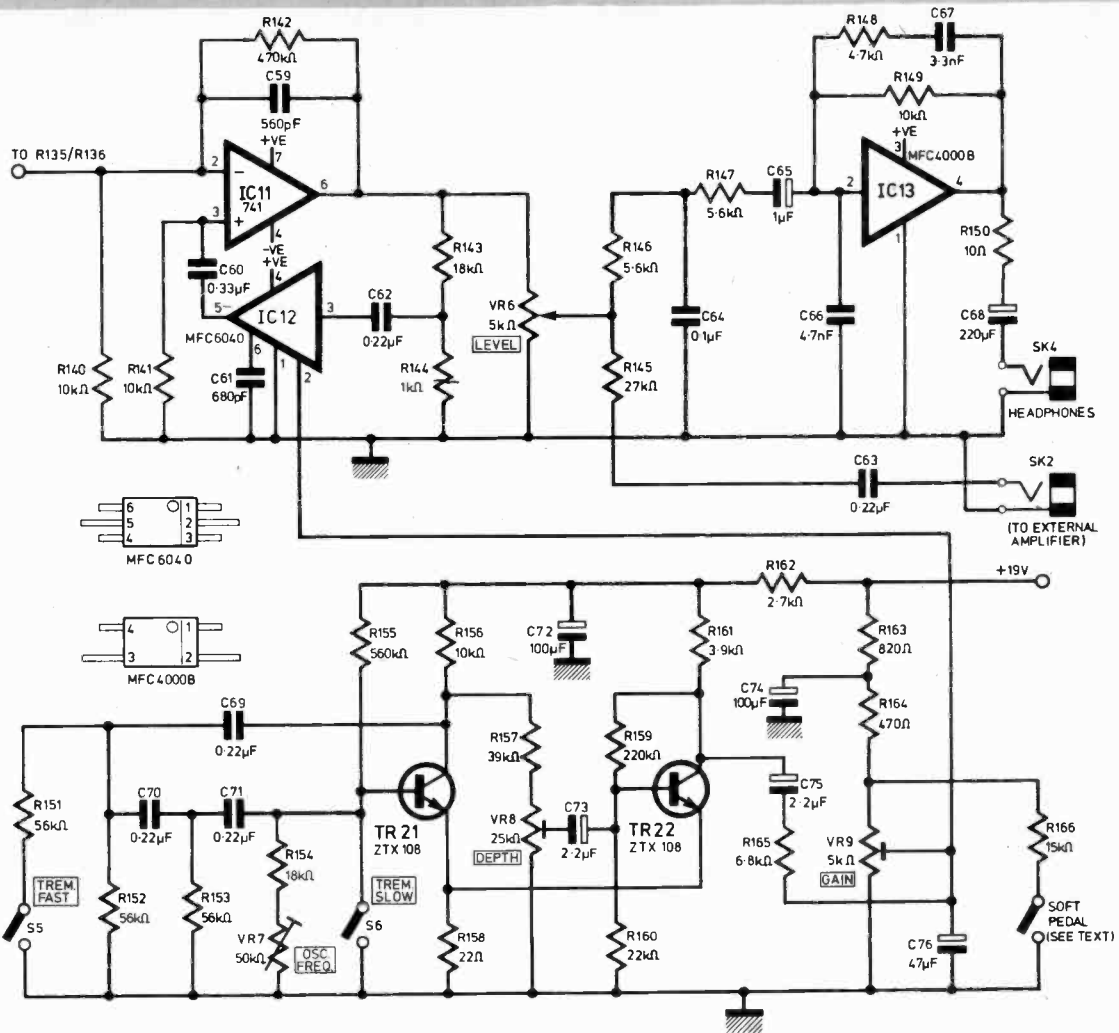 R142
470kΩ
C59
560pF
+VE
7
TO R135/R136
2
−
IC11
741
6
3
+
4
−VE
+VE
4
C60
0·33µF
5
−
IC12
MFC6040
3
6
1
2
C61
680pF
R140
10kΩ
R141
10kΩ
C62
0·22µF
R143
18kΩ
R144
1kΩ
VR6
5kΩ
LEVEL
R146
5·6kΩ
R145
27kΩ
C64
0·1µF
R147
5·6kΩ
C65
1µF
R148
4·7kΩ
C67
3·3nF
R149
10kΩ
+VE
3
MFC4000B
2
IC13
4
1
C66
4·7nF
R150
10Ω
C68
220µF
SK4
HEADPHONES
C63
0·22µF
SK2
(TO EXTERNAL
AMPLIFIER)
6
1
5
2
4
3
MFC6040
4
1
3
2
MFC4000B
+19V
R162
2·7kΩ
R155
560kΩ
R156
10kΩ
C72
100µF
R161
3·9kΩ
R163
820Ω
C74
100µF
R164
470Ω
C69
0·22µF
R157
39kΩ
R159
220kΩ
C75
2·2µF
R151
56kΩ
C70
0·22µF
C71
0·22µF
TR21
ZTX 108
VR8
25kΩ
DEPTH
C73
2·2µF
TR22
ZTX 108
R165
6·8kΩ
VR9
5kΩ
GAIN
R166
15kΩ
TREM.
FAST
S5
R152
56kΩ
R153
56kΩ
R154
18kΩ
VR7
50kΩ
OSC
FREQ.
TREM.
SLOW
S6
R158
22Ω
R160
22kΩ
C76
47µF
SOFT
PEDAL
(SEE TEXT)